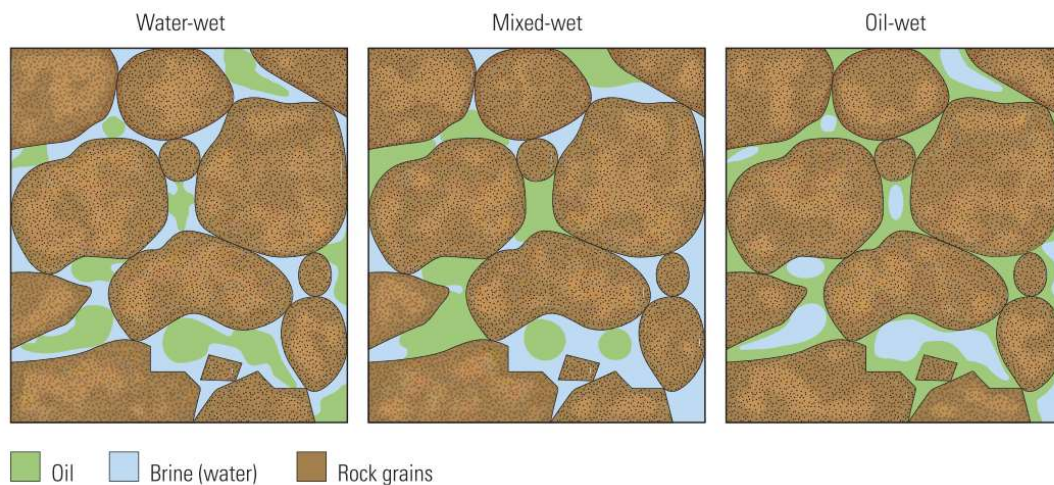 Water-wet
Mixed-wet
Oil-wet
Oil
Brine (water)
Rock grains